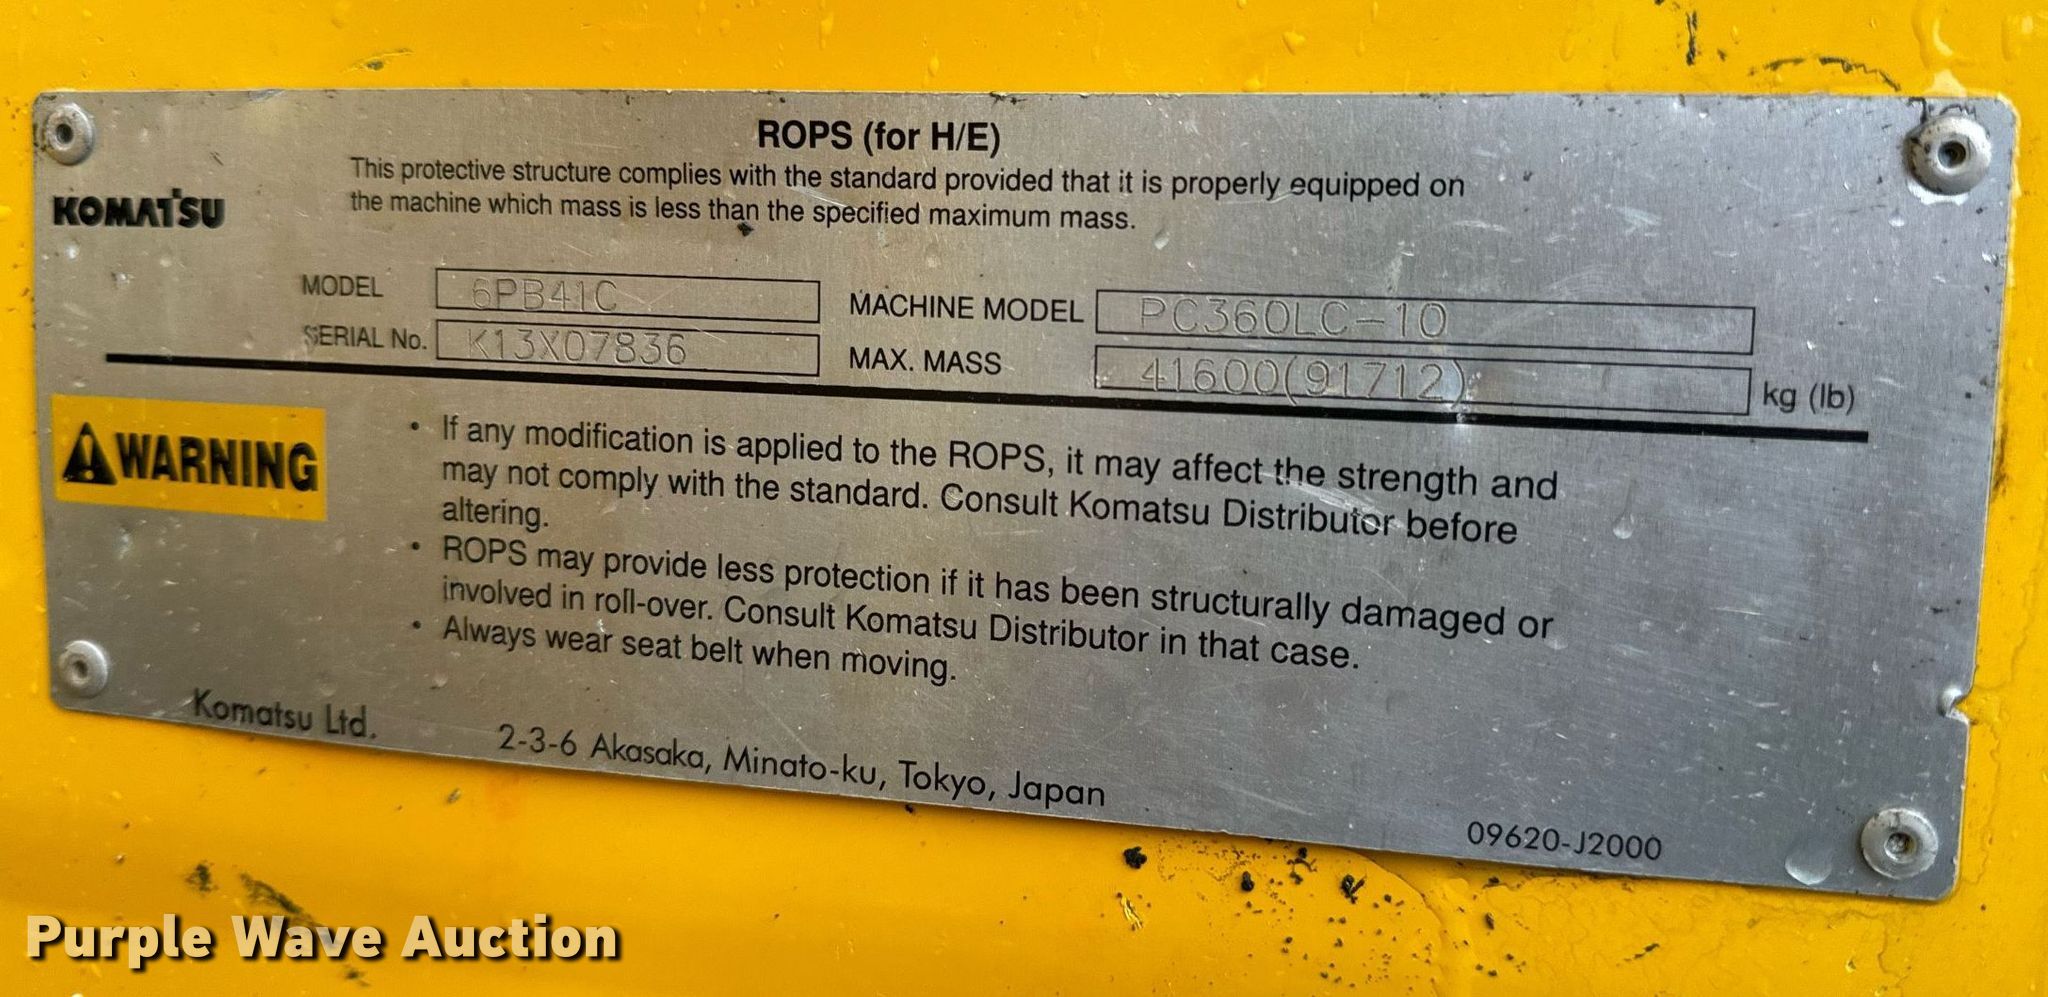 ROPS (for H/E)
This protective structure complies with the standard provided that it is properly equipped on
the machine which mass is less than the specified maximum mass.
KOMATSU
MODEL 6PB41C MACHINE MODEL PC360LC-10
SERIAL No. K13X07836 MAX. MASS 41600(91712) kg (lb)
WARNING
• If any modification is applied to the ROPS, it may affect the strength and
may not comply with the standard. Consult Komatsu Distributor before
altering.
• ROPS may provide less protection if it has been structurally damaged or
involved in roll-over. Consult Komatsu Distributor in that case.
• Always wear seat belt when moving.
Komatsu Ltd. 2-3-6 Akasaka, Minato-ku, Tokyo, Japan
09620-J2000
Purple Wave Auction